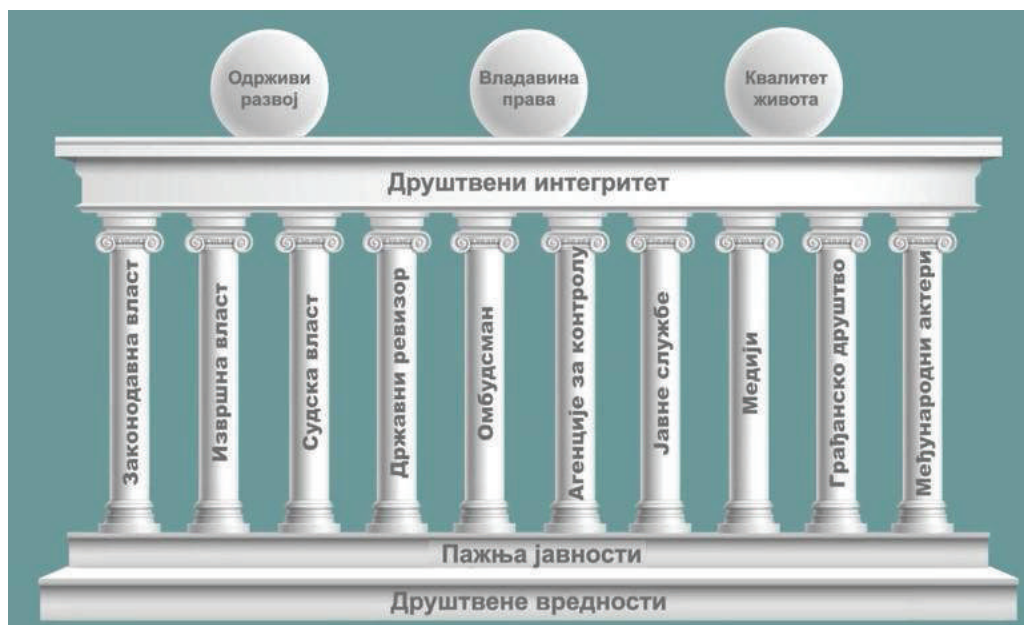 Одрживи
развој
Владавина
права
Квалитет
живота
Друштвени интегритет
Законодавна власт
Извршна власт
Судска власт
Државни ревизор
Омбудсман
Агенције за контролу
Јавне службе
Медији
Грађанско друштво
Међународни актери
Пажња јавности
Друштвене вредности